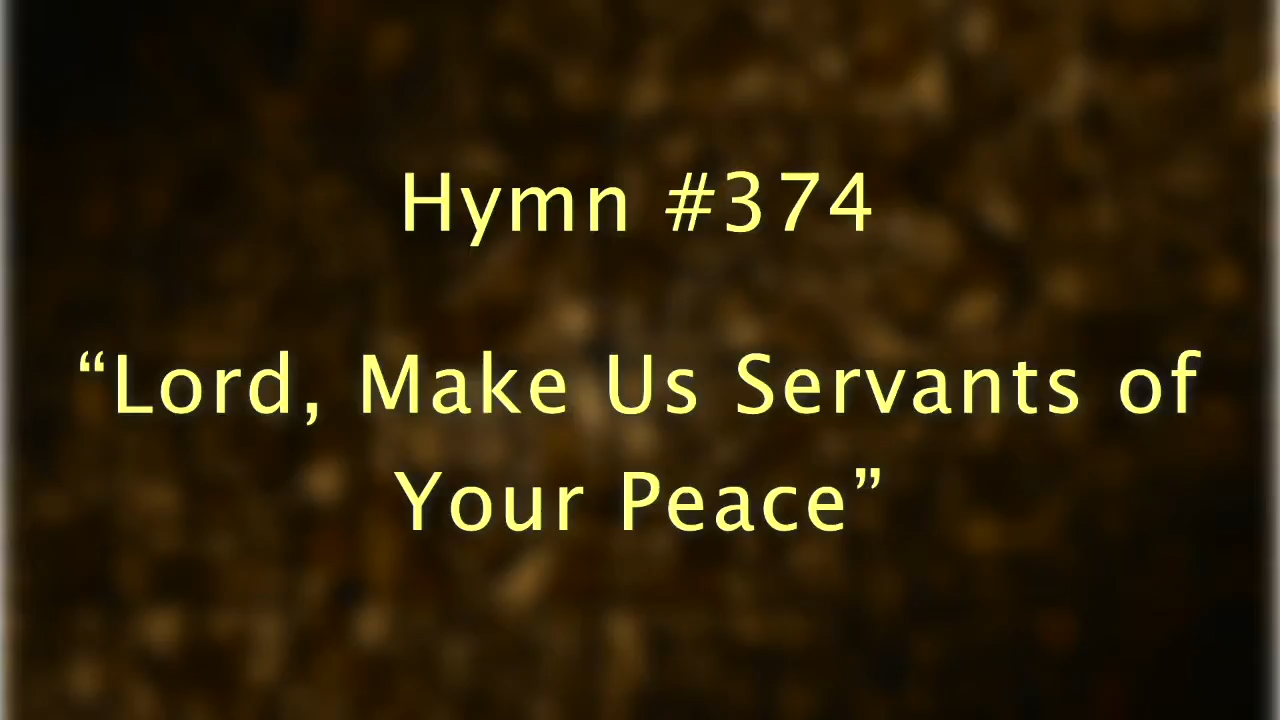 Hymn #374
“Lord, Make Us Servants of
Your Peace”